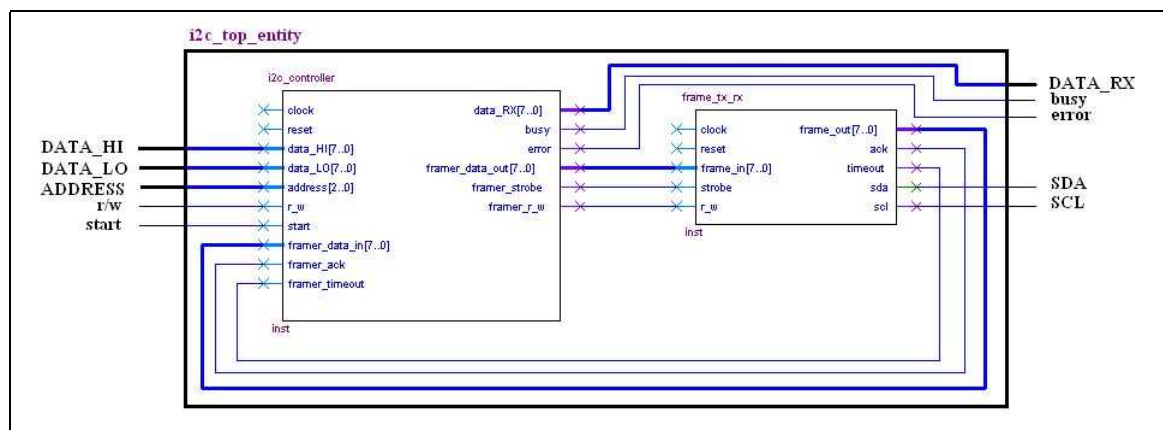 i2c_top_entity
i2c_controller
clock
reset
data_HI[7..0]
data_LO[7..0]
address[2..0]
r_w
start
framer_data_in[7..0]
framer_ack
framer_timeout
data_RX[7..0]
busy
error
framer_data_out[7..0]
framer_strobe
framer_r_w
inst
frame_tx_rx
clock
reset
frame_in[7..0]
strobe
r_w
frame_out[7..0]
ack
timeout
sda
scl
inst
DATA_HI
DATA_LO
ADDRESS
r/w
start
DATA_RX
busy
error
SDA
SCL